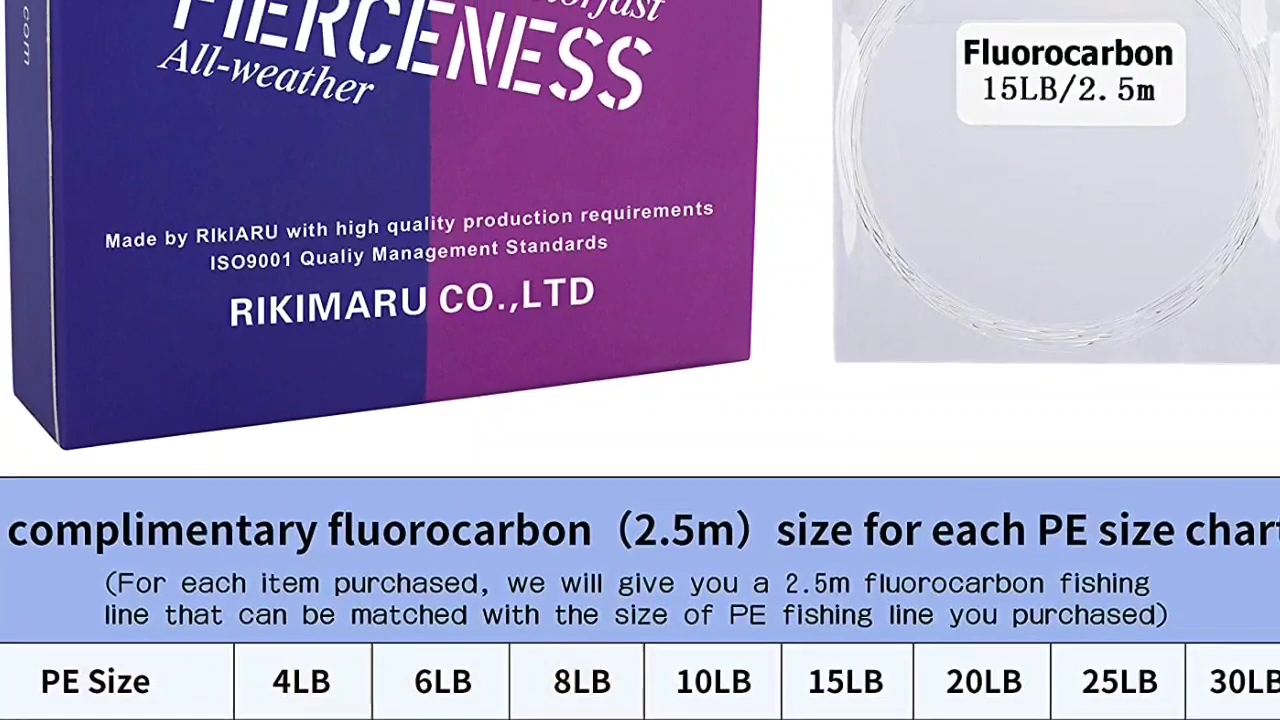 com
FIERCENESS
All-weather
Made by RIkIARU with high quality production requirements
ISO9001 Qualiy Management Standards
RIKIMARU CO.,LTD
Fluorocarbon
15LB/2.5m
complimentary fluorocarbon（2.5m）size for each PE size chart
(For each item purchased, we will give you a 2.5m fluorocarbon fishing
line that can be matched with the size of PE fishing line you purchased)
PE Size 4LB 6LB 8LB 10LB 15LB 20LB 25LB 30LB